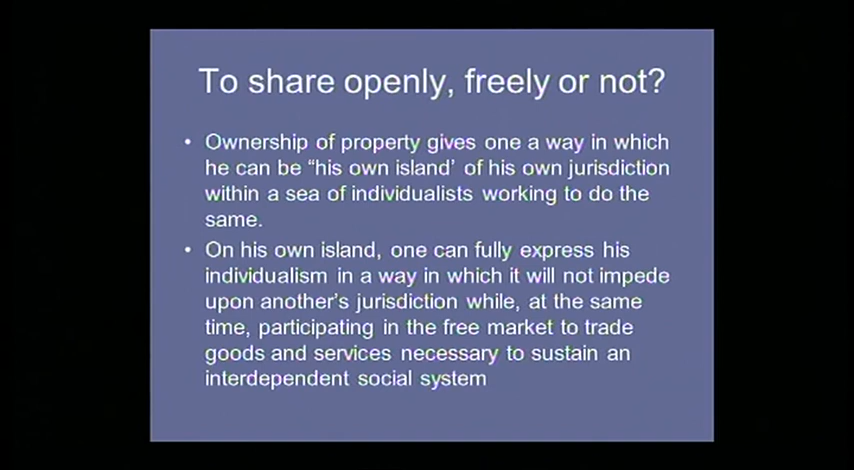 To share openly, freely or not?
• Ownership of property gives one a way in which
he can be “his own island’ of his own jurisdiction
within a sea of individualists working to do the
same.
• On his own island, one can fully express his
individualism in a way in which it will not impede
upon another’s jurisdiction while, at the same
time, participating in the free market to trade
goods and services necessary to sustain an
interdependent social system